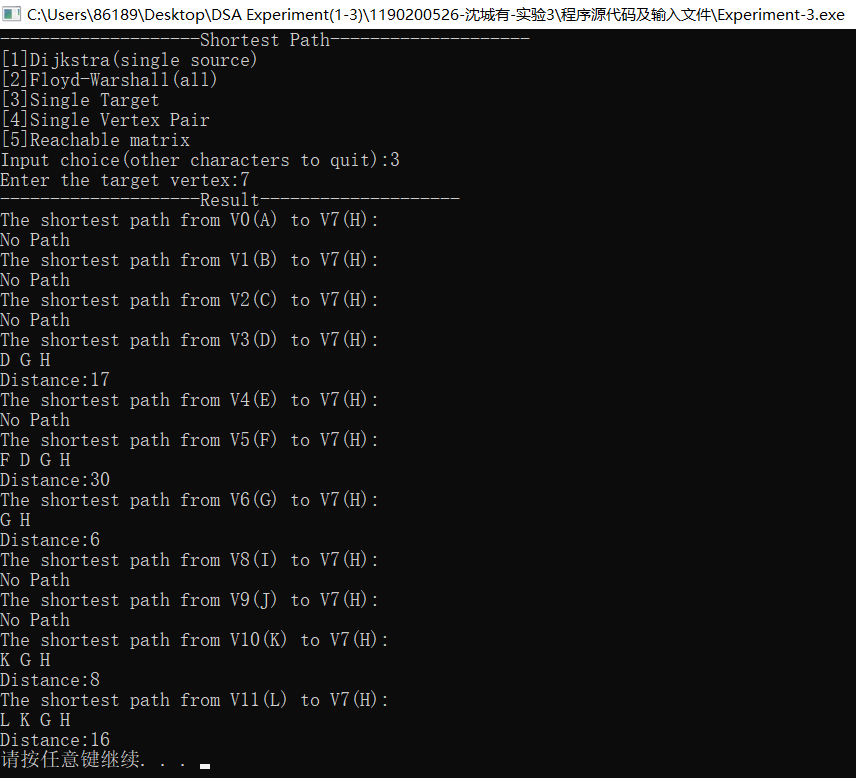 C:\Users\86189\Desktop\DSA Experiment(1-3)\1190200526-沈城有-实验3\程序源代码及输入文件\Experiment-3.exe
--------------------Shortest Path--------------------
[1]Dijkstra(single source)
[2]Floyd-Warshall(all)
[3]Single Target
[4]Single Vertex Pair
[5]Reachable matrix
Input choice(other characters to quit):3
Enter the target vertex:7
--------------------Result--------------------
The shortest path from V0(A) to V7(H):
No Path
The shortest path from V1(B) to V7(H):
No Path
The shortest path from V2(C) to V7(H):
No Path
The shortest path from V3(D) to V7(H):
D G H
Distance:17
The shortest path from V4(E) to V7(H):
No Path
The shortest path from V5(F) to V7(H):
F D G H
Distance:30
The shortest path from V6(G) to V7(H):
G H
Distance:6
The shortest path from V8(I) to V7(H):
No Path
The shortest path from V9(J) to V7(H):
No Path
The shortest path from V10(K) to V7(H):
K G H
Distance:8
The shortest path from V11(L) to V7(H):
L K G H
Distance:16
请按任意键继续. . .